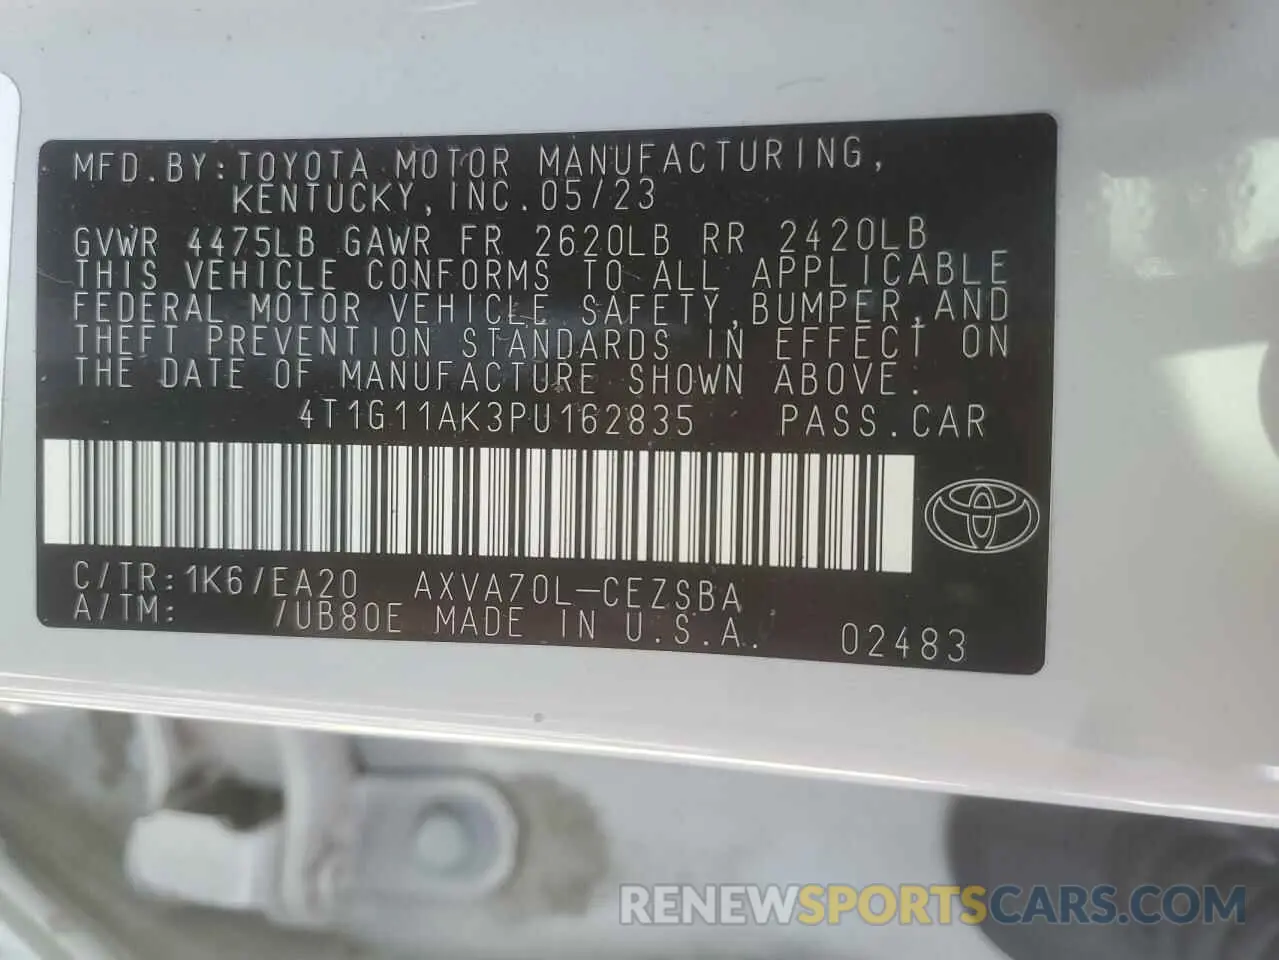 MFD.BY:TOYOTA MOTOR MANUFACTURING,
KENTUCKY, INC. 05/23
GVWR 4475LB GAWR FR 2620LB RR 2420LB
THIS VEHICLE CONFORMS TO ALL APPLICABLE
FEDERAL MOTOR VEHICLE SAFETY,BUMPER,AND
THEFT PREVENTION STANDARDS IN EFFECT ON
THE DATE OF MANUFACTURE SHOWN ABOVE.
4T1G11AK3PU162835 PASS.CAR
C/TR:1K6/EA20 AXVA70L-CEZSBA
A/TM: /UB80E MADE IN U.S.A. 02483
RENEWSPORTSCARS.COM